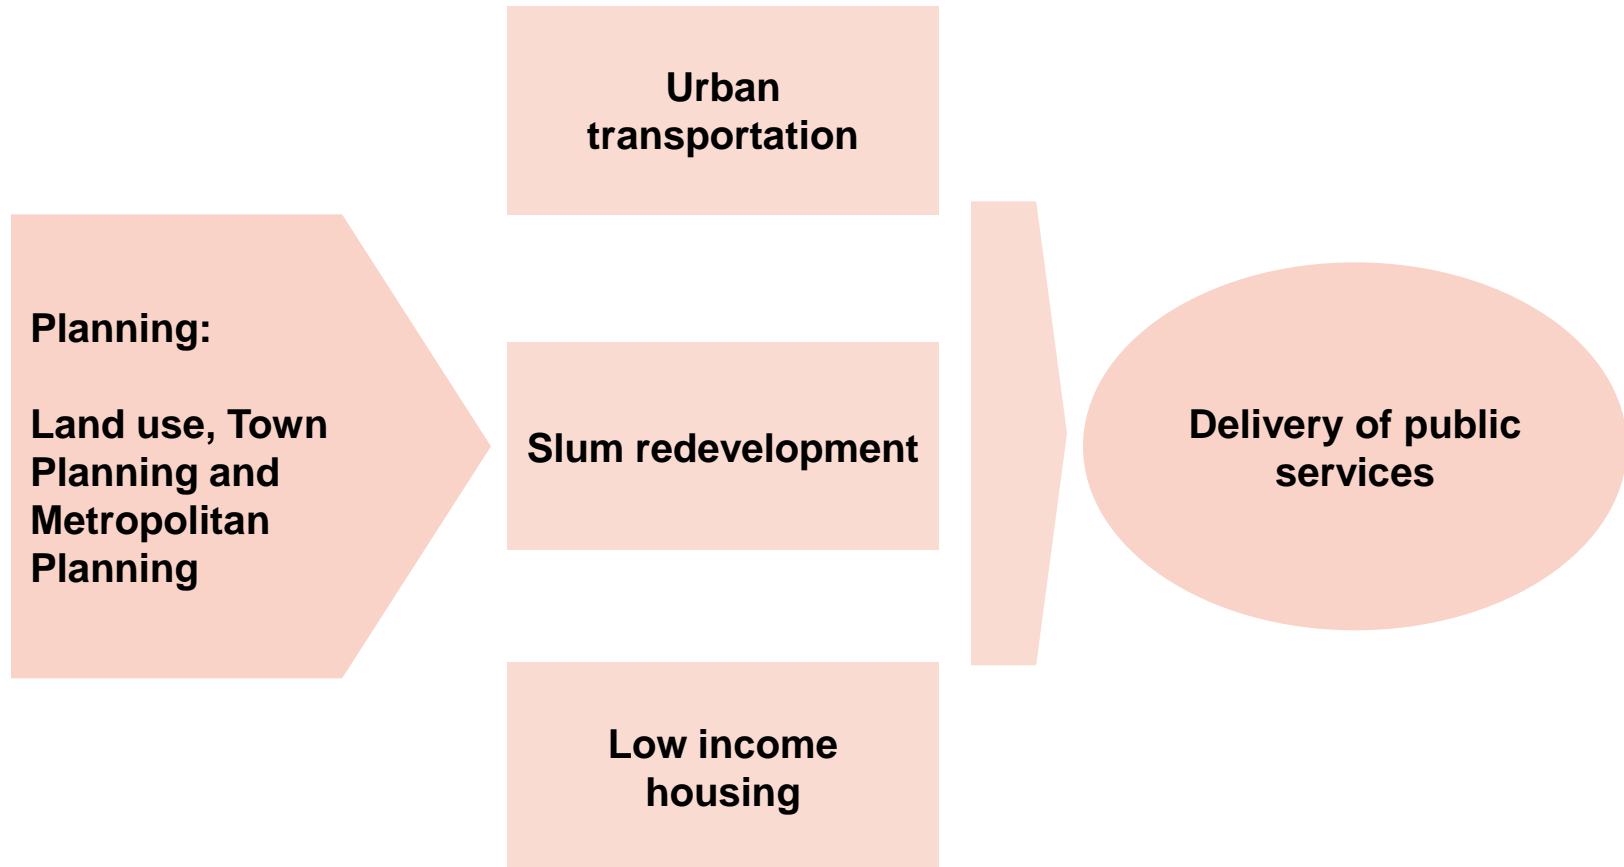 Planning:
Land use, Town
Planning and
Metropolitan
Planning
Urban
transportation
Slum redevelopment
Low income
housing
Delivery of public
services